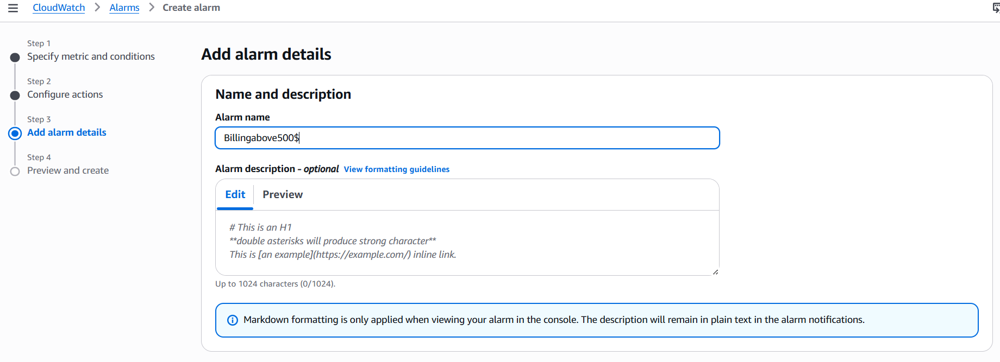 CloudWatch > Alarms > Create alarm
Step 1
Specify metric and conditions
Step 2
Configure actions
Step 3
Add alarm details
Step 4
Preview and create
Add alarm details
Name and description
Alarm name
Billingabove500$
Alarm description - optional View formatting guidelines
Edit Preview
# This is an H1
**double asterisks will produce strong character**
This is [an example](https://example.com/) inline link.
Up to 1024 characters (0/1024).
Markdown formatting is only applied when viewing your alarm in the console. The description will remain in plain text in the alarm notifications.